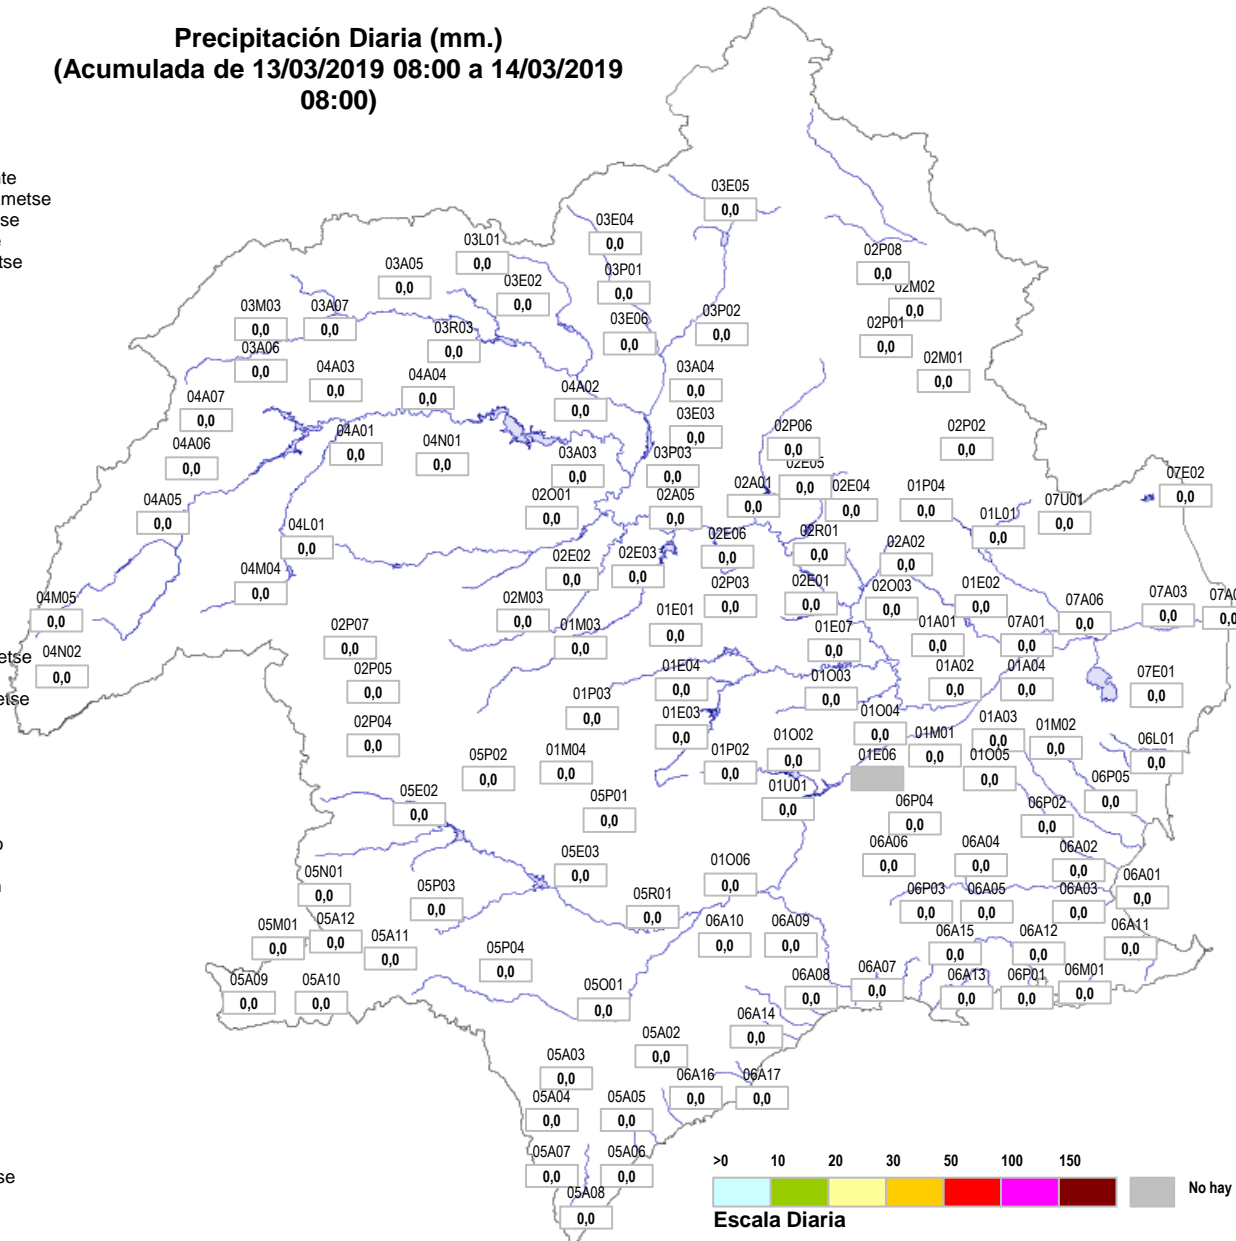 Precipitación Diaria (mm.)
(Acumulada de 13/03/2019 08:00 a 14/03/2019
08:00)
03E05
0,0
03E04
0,0
03L01
0,0
02P08
0,0
03A05
0,0
03P01
0,0
03E02
0,0
02M02
0,0
03M03
0,0
03A07
0,0
03E06
0,0
03P02
0,0
02P01
0,0
03R03
0,0
03A06
0,0
04A03
0,0
04A04
0,0
03A04
0,0
02M01
0,0
04A02
0,0
04A07
0,0
03E03
0,0
04A01
0,0
04N01
0,0
02P06
0,0
02P02
0,0
04A06
0,0
03A03
0,0
03P03
0,0
02E05
0,0
07E02
0,0
04A05
0,0
02O01
0,0
02A05
0,0
02A01
0,0
02E04
0,0
01P04
0,0
07U01
0,0
01L01
0,0
04L01
0,0
02E06
0,0
02R01
0,0
02A02
0,0
02E02
0,0
02E03
0,0
04M04
0,0
02P03
0,0
02E01
0,0
02O03
0,0
01E02
0,0
07A03
0,0
07A0
0,0
04M05
0,0
02M03
0,0
01E01
0,0
07A06
0,0
02P07
0,0
01M03
0,0
01E07
0,0
01A01
0,0
07A01
0,0
04N02
0,0
02P05
0,0
01E04
0,0
01O03
0,0
01A02
0,0
01A04
0,0
07E01
0,0
01P03
0,0
02P04
0,0
01E03
0,0
01O04
0,0
01A03
0,0
01M02
0,0
01M01
0,0
06L01
0,0
05P02
0,0
01M04
0,0
01P02
0,0
01O02
0,0
01E06
01O05
0,0
06P05
0,0
05E02
0,0
05P01
0,0
01U01
0,0
06P04
0,0
06P02
0,0
05E03
0,0
01O06
0,0
06A06
0,0
06A04
0,0
06A02
0,0
05N01
0,0
05P03
0,0
05R01
0,0
06P03
0,0
06A05
0,0
06A03
0,0
06A01
0,0
05M01
0,0
05A12
0,0
05A11
0,0
06A10
0,0
06A09
0,0
06A15
0,0
06A12
0,0
06A11
0,0
05P04
0,0
05A09
0,0
05A10
0,0
05O01
0,0
06A08
0,0
06A07
0,0
06A13
0,0
06P01
0,0
06M01
0,0
06A14
0,0
05A02
0,0
05A03
0,0
06A16
0,0
06A17
0,0
05A04
0,0
05A05
0,0
05A07
0,0
05A06
0,0
05A08
0,0
>0 10 20 30 50 100 150
No hay
Escala Diaria